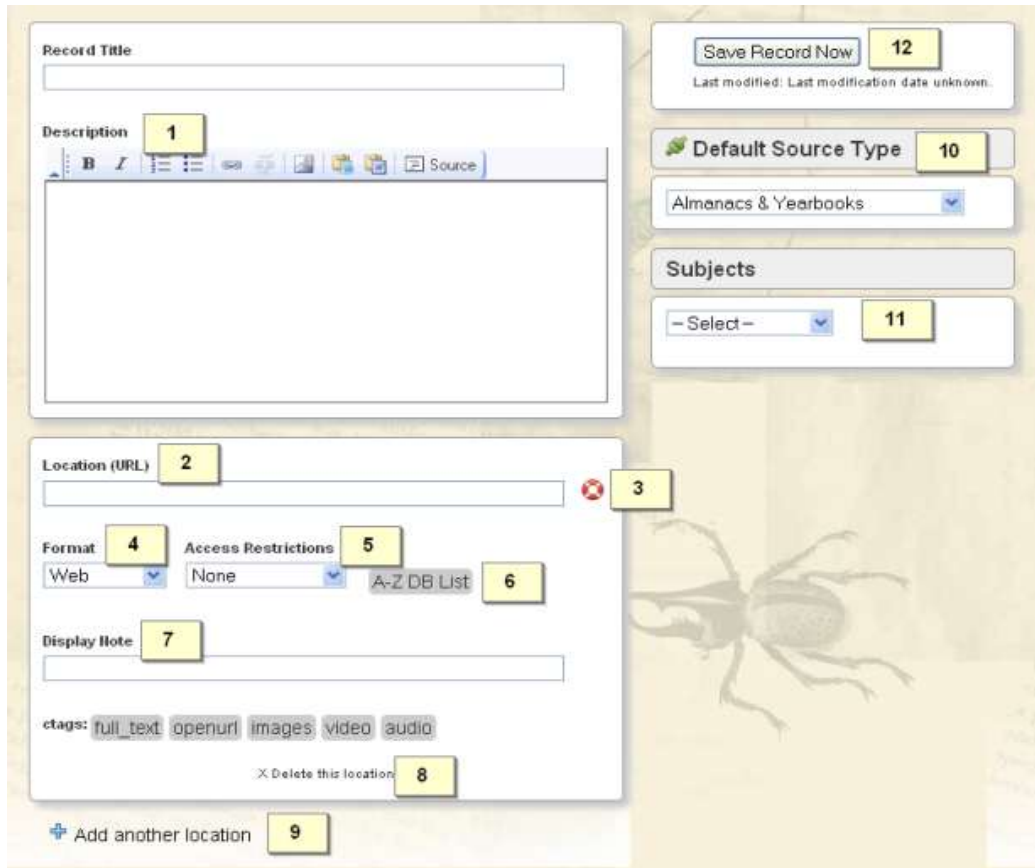 Record Title
Description 1
B I Source
Location (URL) 2
3
Format 4 Access Restrictions 5
Web None A-Z DB List 6
Display Note 7
ctags: full_text openurl images video audio
X Delete this location 8
Add another location 9
Save Record Now 12
Last modified: Last modification date unknown.
Default Source Type 10
Almanacs & Yearbooks
Subjects
-- Select -- 11